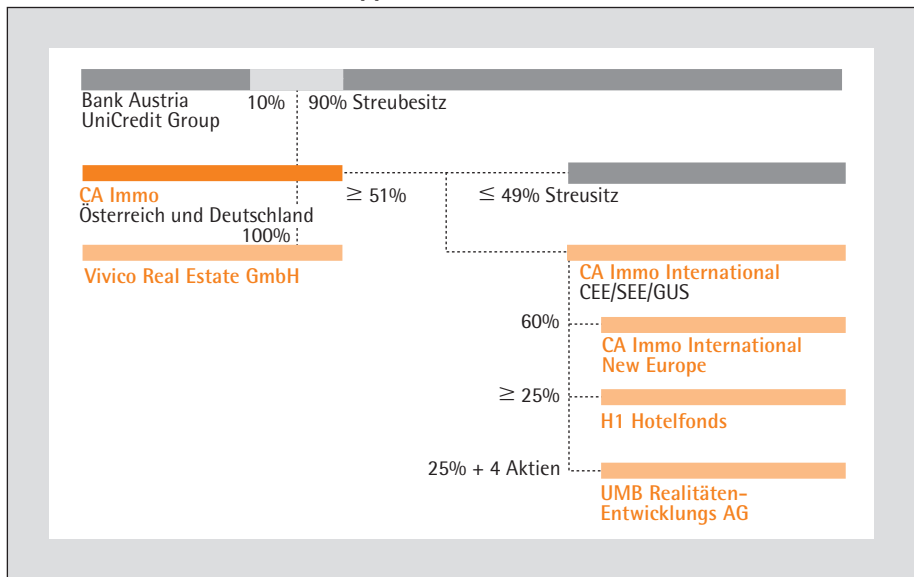 Bank Austria 10% 90% Streubesitz
UniCredit Group
CA Immo ≥ 51% ≤ 49% Streusitz
Österreich und Deutschland
100%
Vivico Real Estate GmbH
CA Immo International
CEE/SEE/GUS
60%
CA Immo International
New Europe
≥ 25%
H1 Hotelfonds
25% + 4 Aktien
UMB Realitäten-
Entwicklungs AG